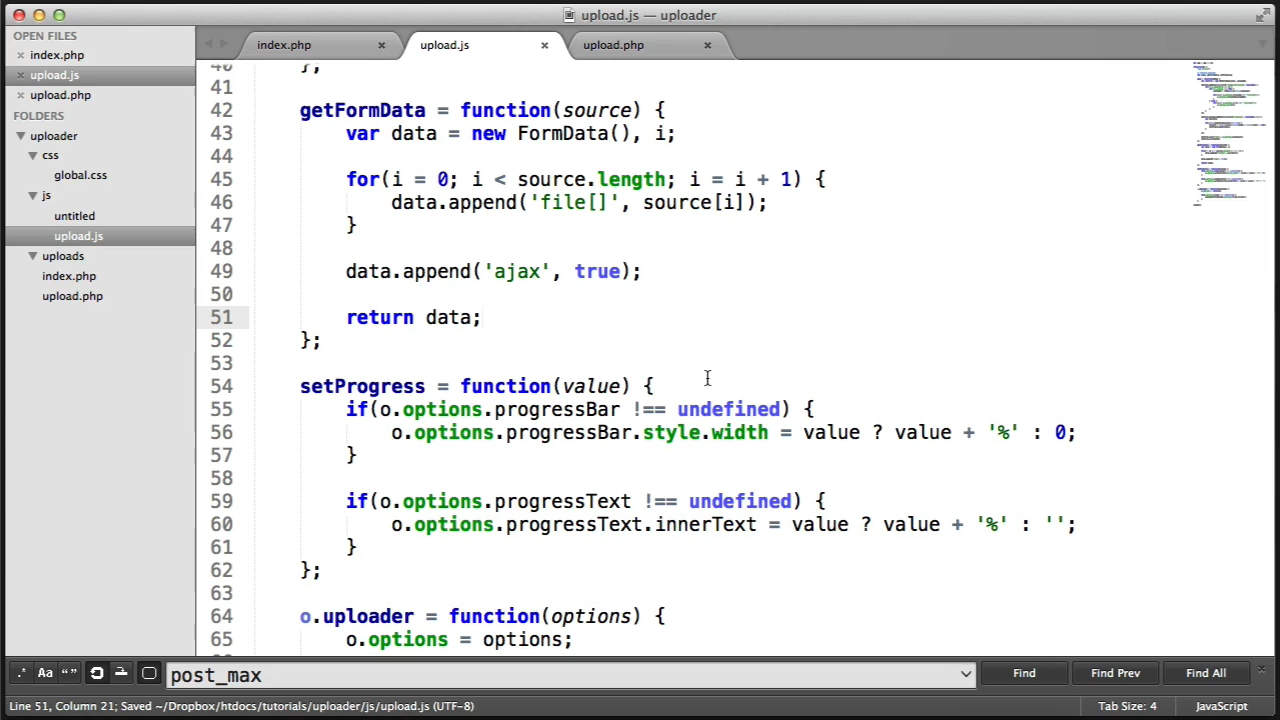 upload.js — uploader
OPEN FILES
index.php
upload.js
upload.php
FOLDERS
uploader
css
global.css
js
untitled
upload.js
uploads
index.php
upload.php
index.php
upload.js
upload.php
40 };
41
42 getFormData = function(source) {
43 var data = new FormData(), i;
44
45 for(i = 0; i < source.length; i = i + 1) {
46 data.append('file[]', source[i]);
47 }
48
49 data.append('ajax', true);
50
51 return data;
52 };
53
54 setProgress = function(value) {
55 if(o.options.progressBar !== undefined) {
56 o.options.progressBar.style.width = value ? value + '%' : 0;
57 }
58
59 if(o.options.progressText !== undefined) {
60 o.options.progressText.innerText = value ? value + '%' : '';
61 }
62 };
63
64 o.uploader = function(options) {
65 o.options = options;
.* Aa “” post_max Find Find Prev Find All
Line 51, Column 21; Saved ~/Dropbox/htdocs/tutorials/uploader/js/upload.js (UTF-8) Tab Size: 4 JavaScript